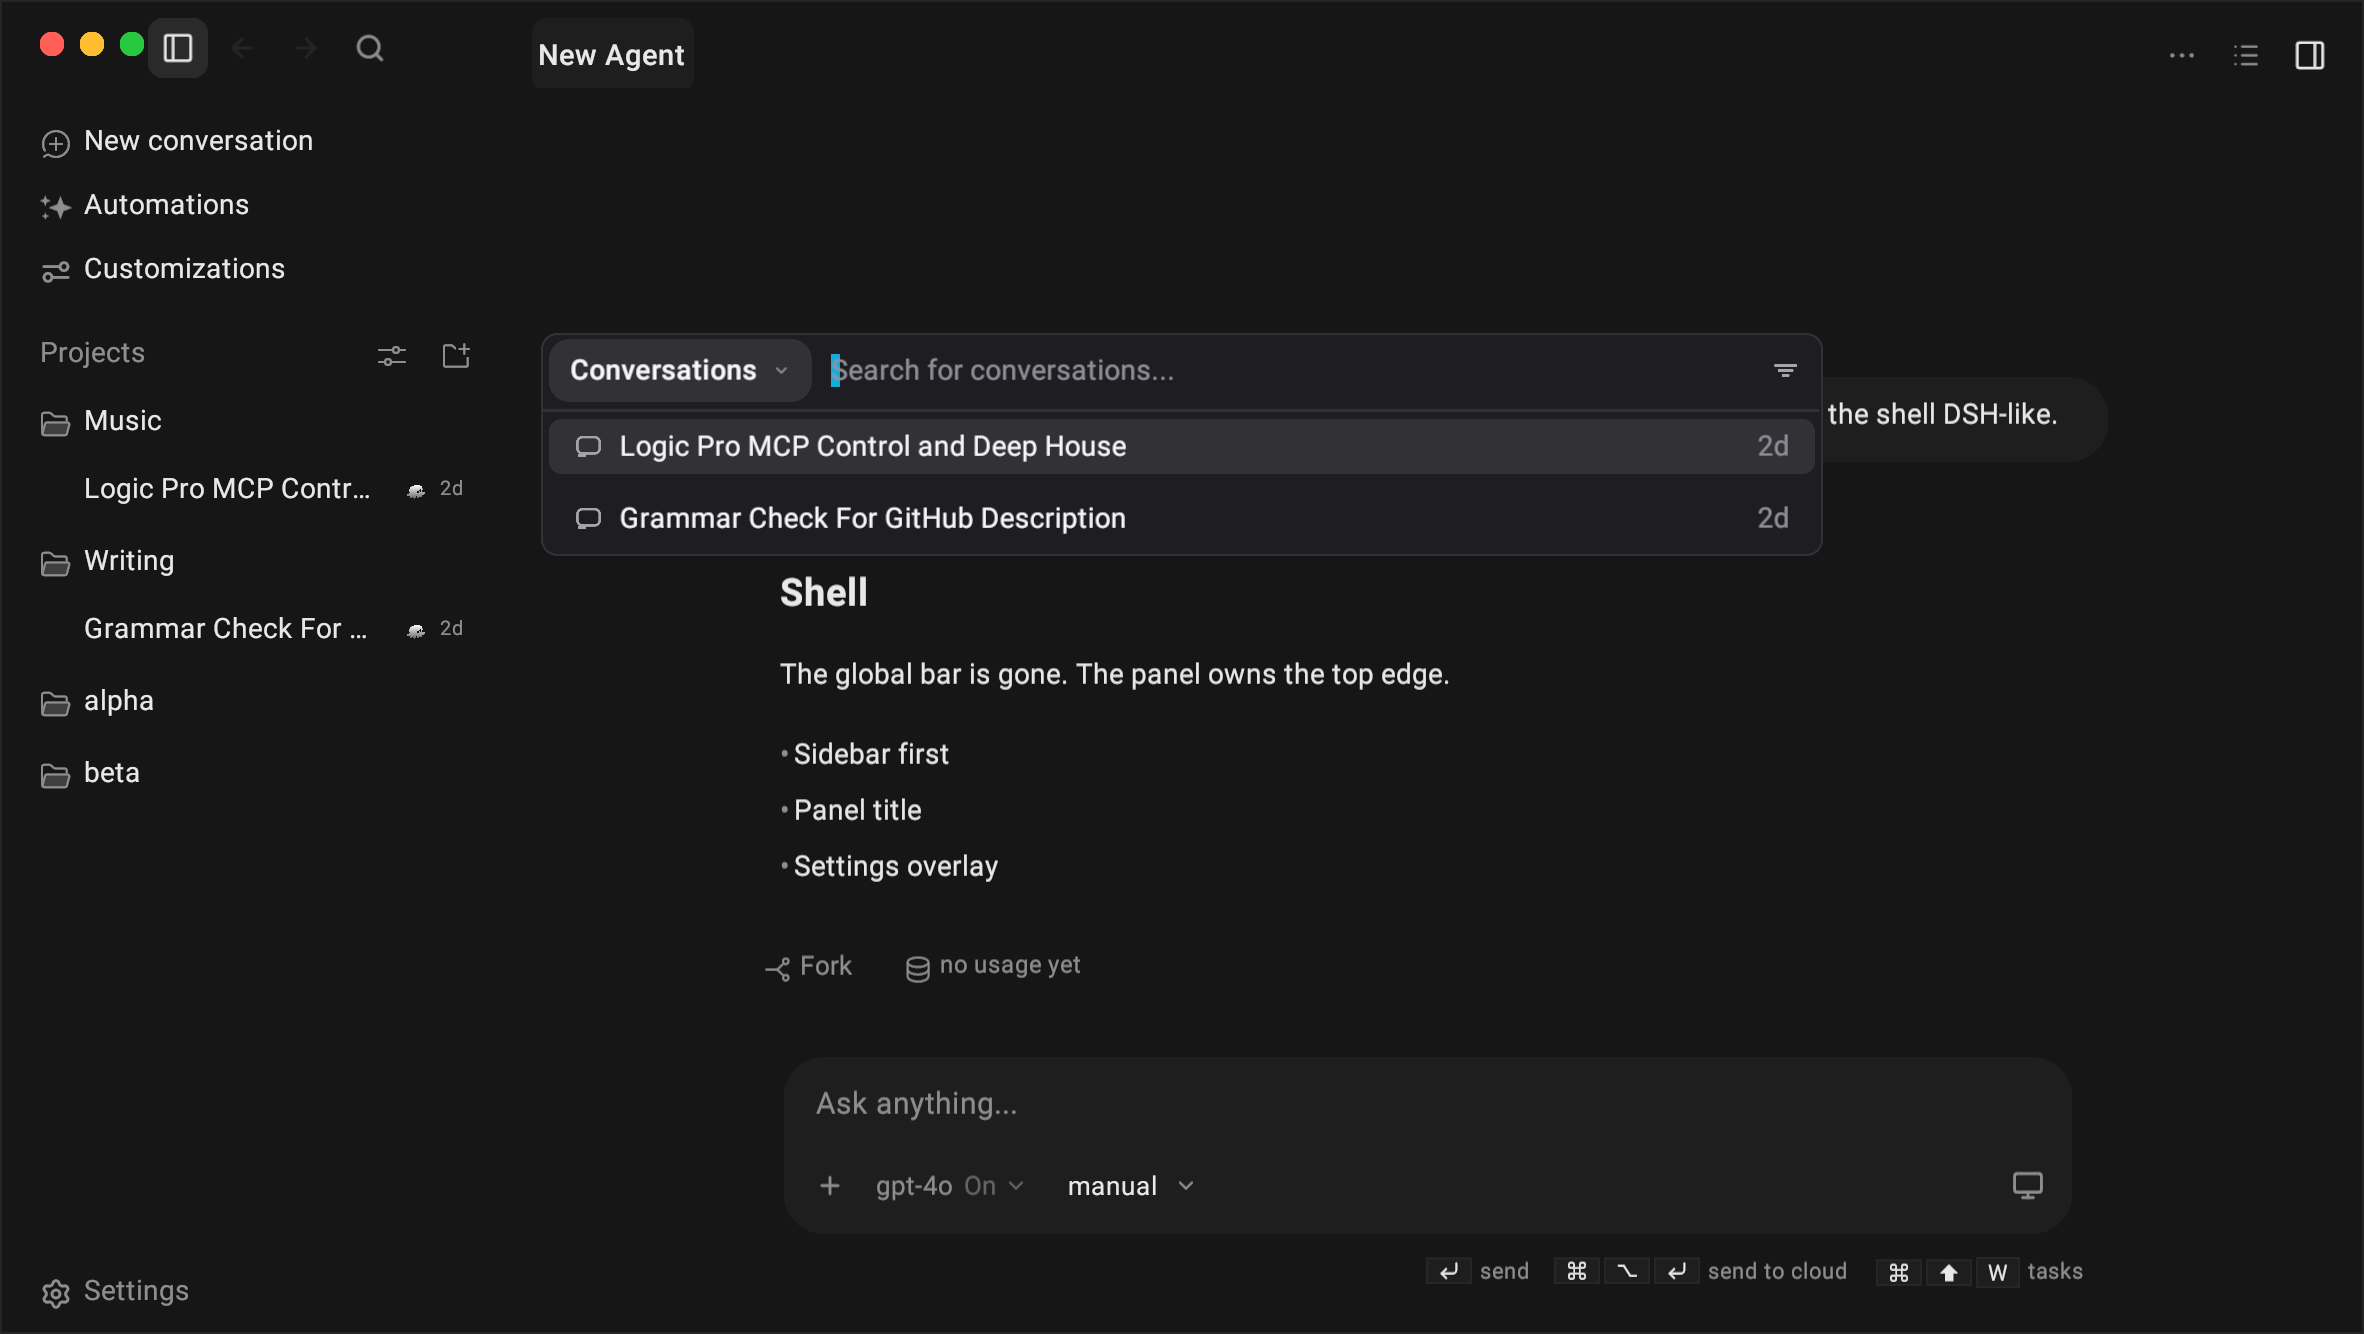 New Agent
New conversation
Automations
Customizations
Projects
Music
Logic Pro MCP Contr... 2d
Writing
Grammar Check For ... 2d
alpha
beta
Settings
Conversations
Search for conversations...
Logic Pro MCP Control and Deep House 2d
Grammar Check For GitHub Description 2d
the shell DSH-like.
Shell
The global bar is gone. The panel owns the top edge.
• Sidebar first
• Panel title
• Settings overlay
Fork no usage yet
Ask anything...
gpt-4o On manual
↵ send ⌘ ⌥ ↵ send to cloud ⌘ ⬆ W tasks